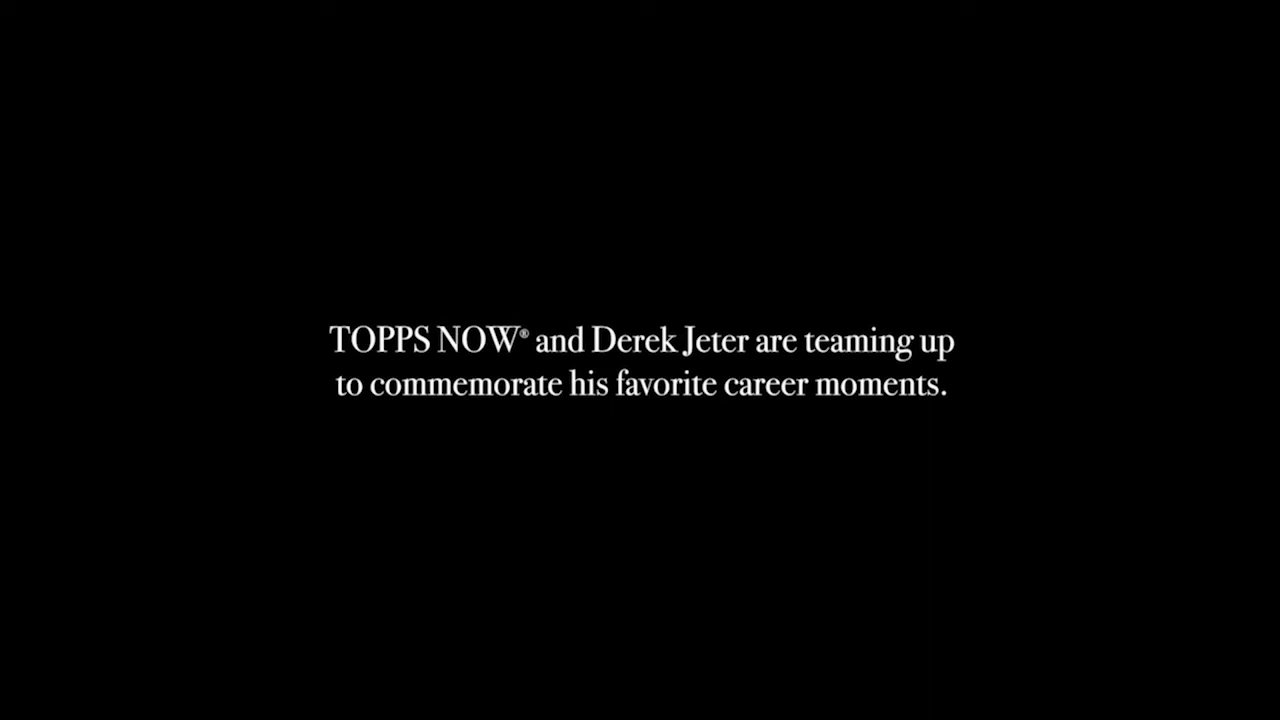 TOPPS NOW® and Derek Jeter are teaming up
to commemorate his favorite career moments.